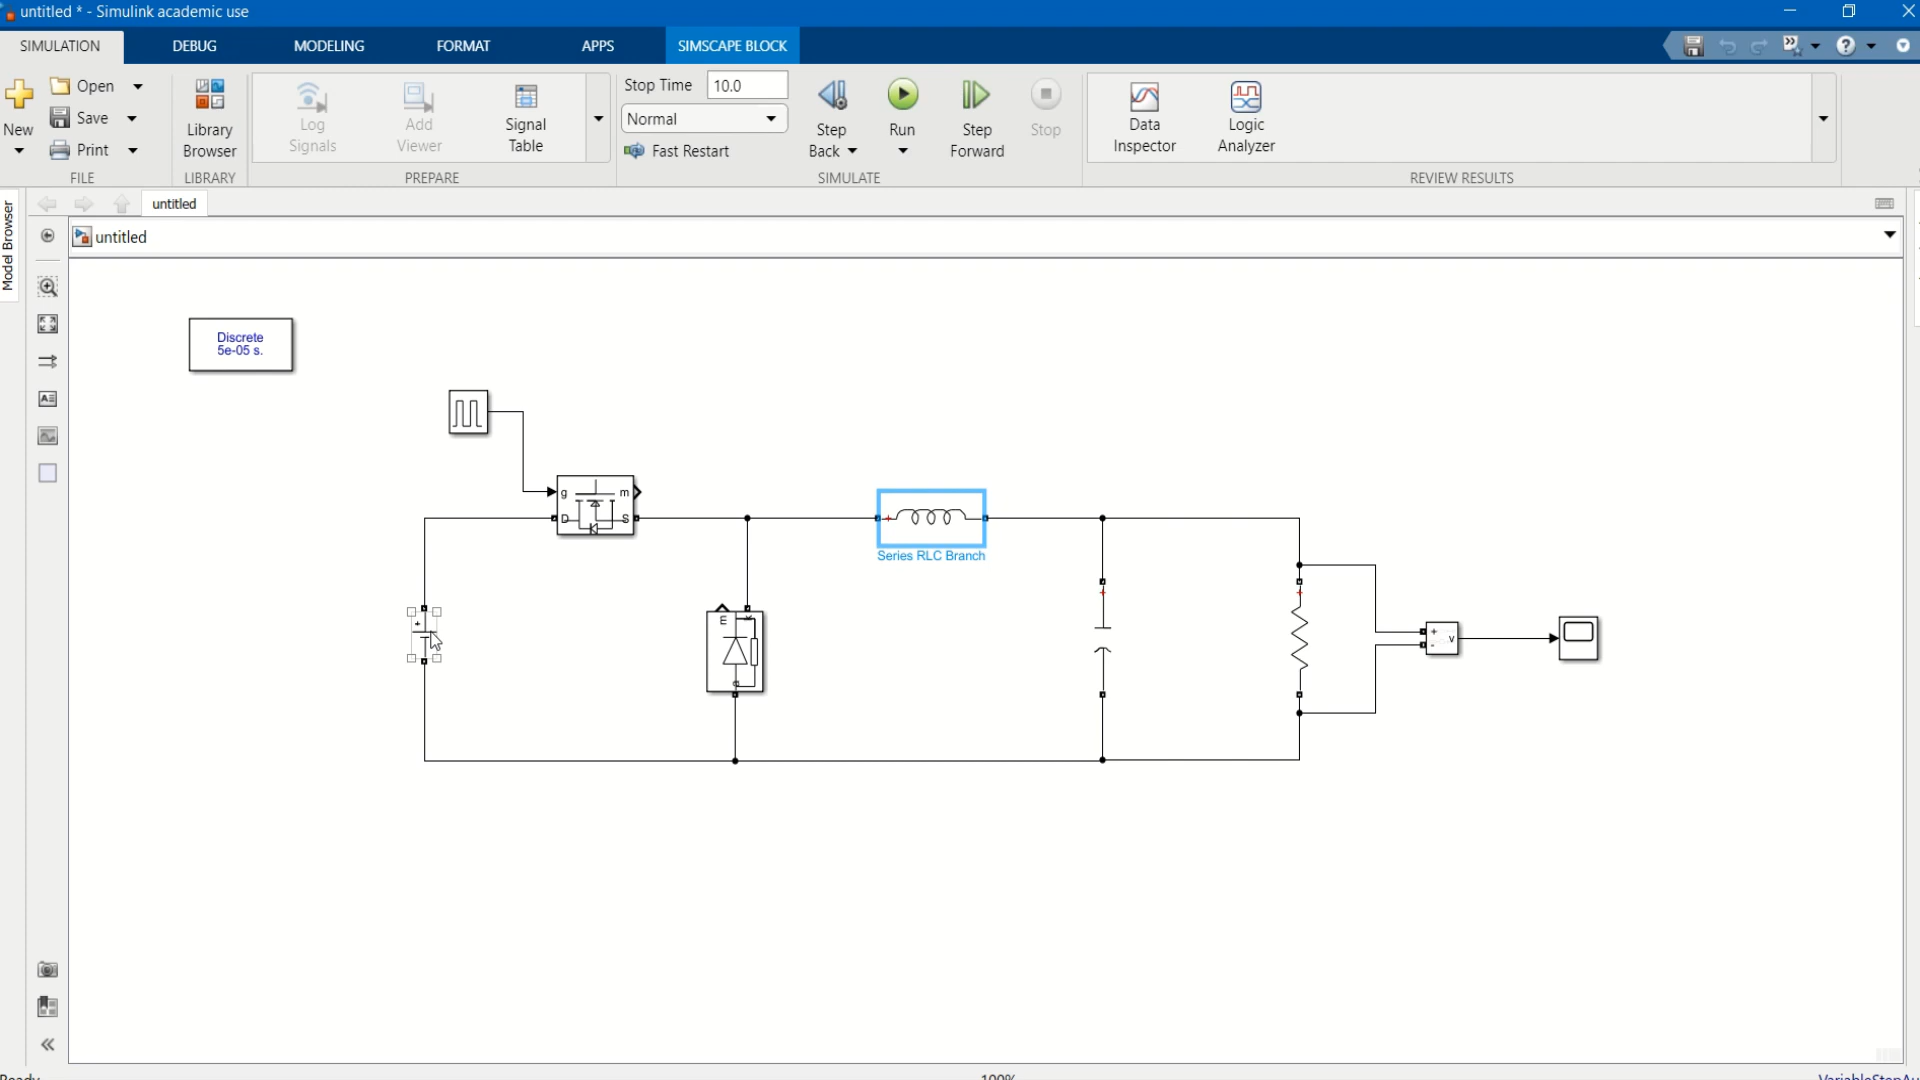 untitled * - Simulink academic use
SIMULATION
DEBUG
MODELING
FORMAT
APPS
SIMSCAPE BLOCK
New
Open
Save
Print
FILE
Library
Browser
LIBRARY
Log
Signals
Add
Viewer
Signal
Table
PREPARE
Stop Time 10.0
Normal
Fast Restart
Step
Back
Run
Step
Forward
Stop
SIMULATE
Data
Inspector
Logic
Analyzer
REVIEW RESULTS
Model Browser
untitled
untitled
Discrete
5e-05 s.
g m
D S
Series RLC Branch
+
+
+
+
m
k
a
+ v
-
Ready
100%